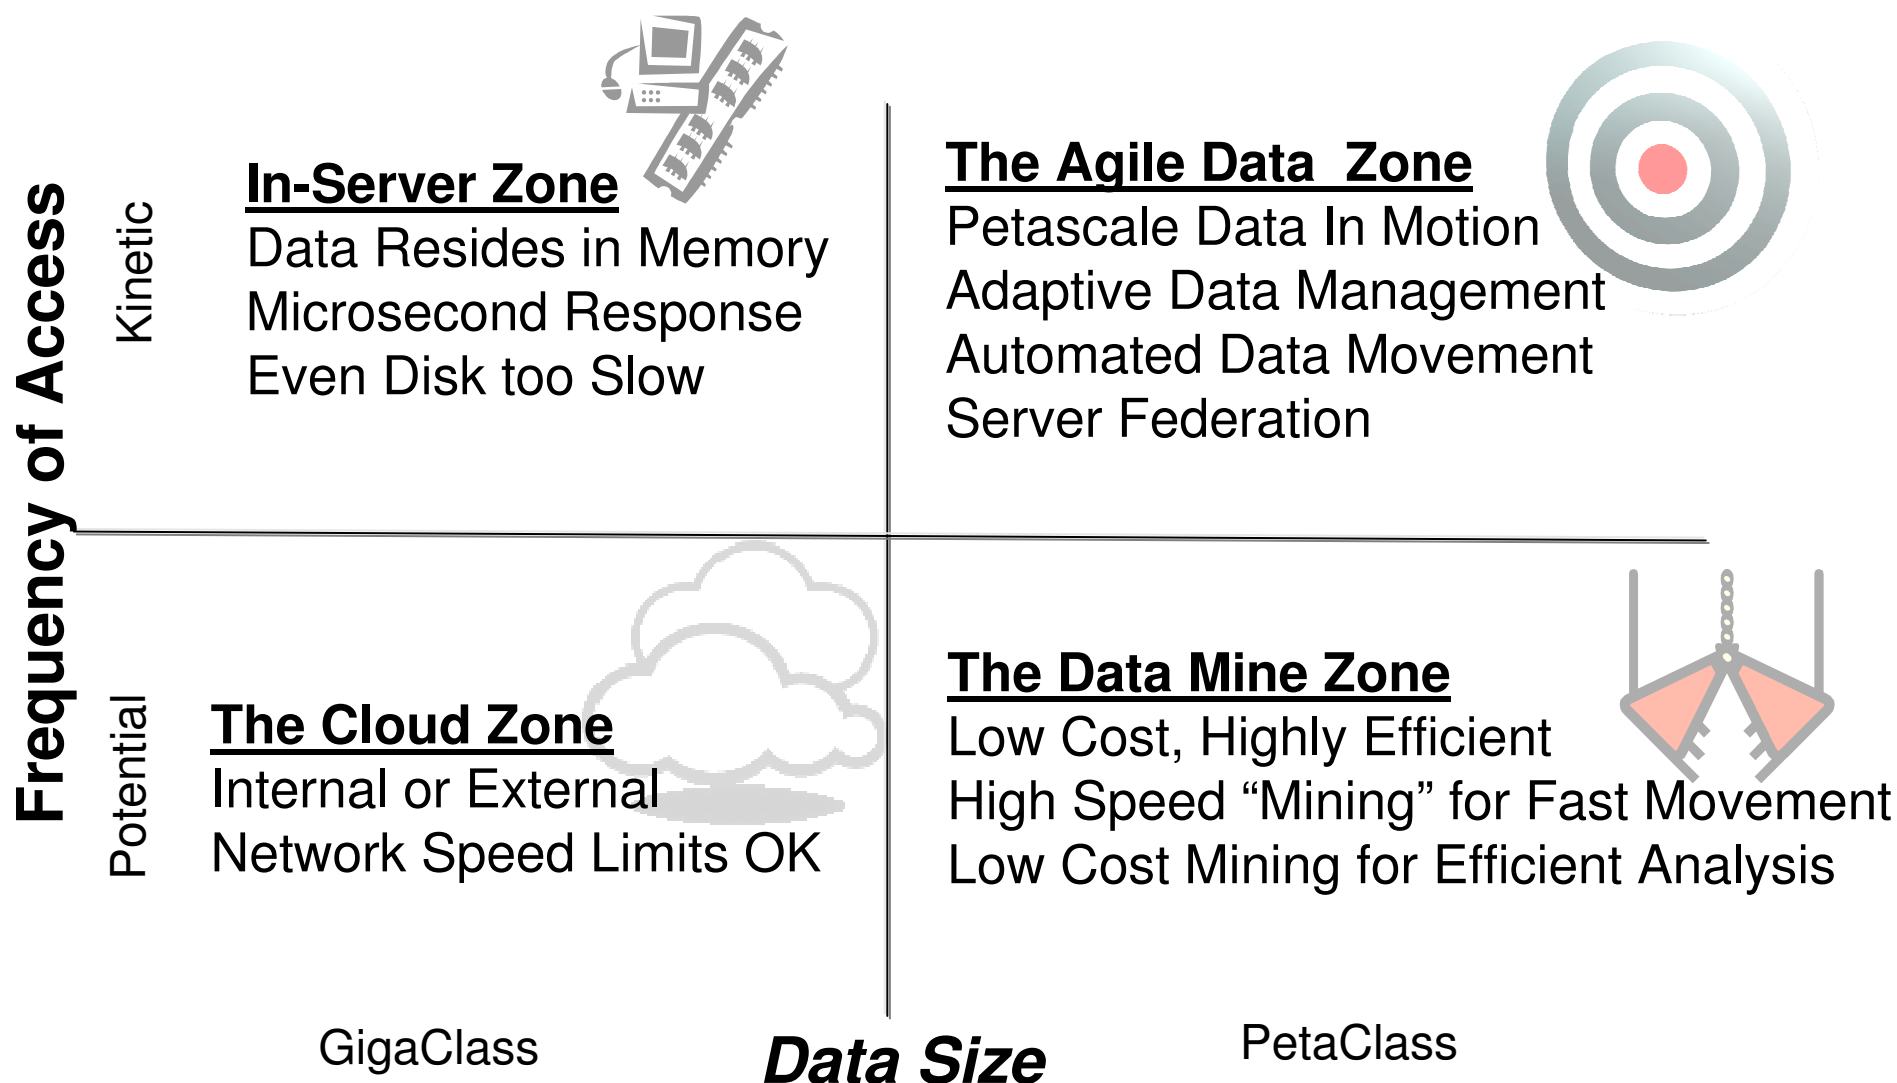 In-Server Zone
Data Resides in Memory
Microsecond Response
Even Disk too Slow
The Agile Data  Zone
Petascale Data In Motion
Adaptive Data Management
Automated Data Movement
Server Federation
Frequency of Access
Kinetic
Potential
The Cloud Zone
Internal or External
Network Speed Limits OK
The Data Mine Zone
Low Cost, Highly Efficient
High Speed “Mining” for Fast Movement
Low Cost Mining for Efficient Analysis
GigaClass
Data Size
PetaClass